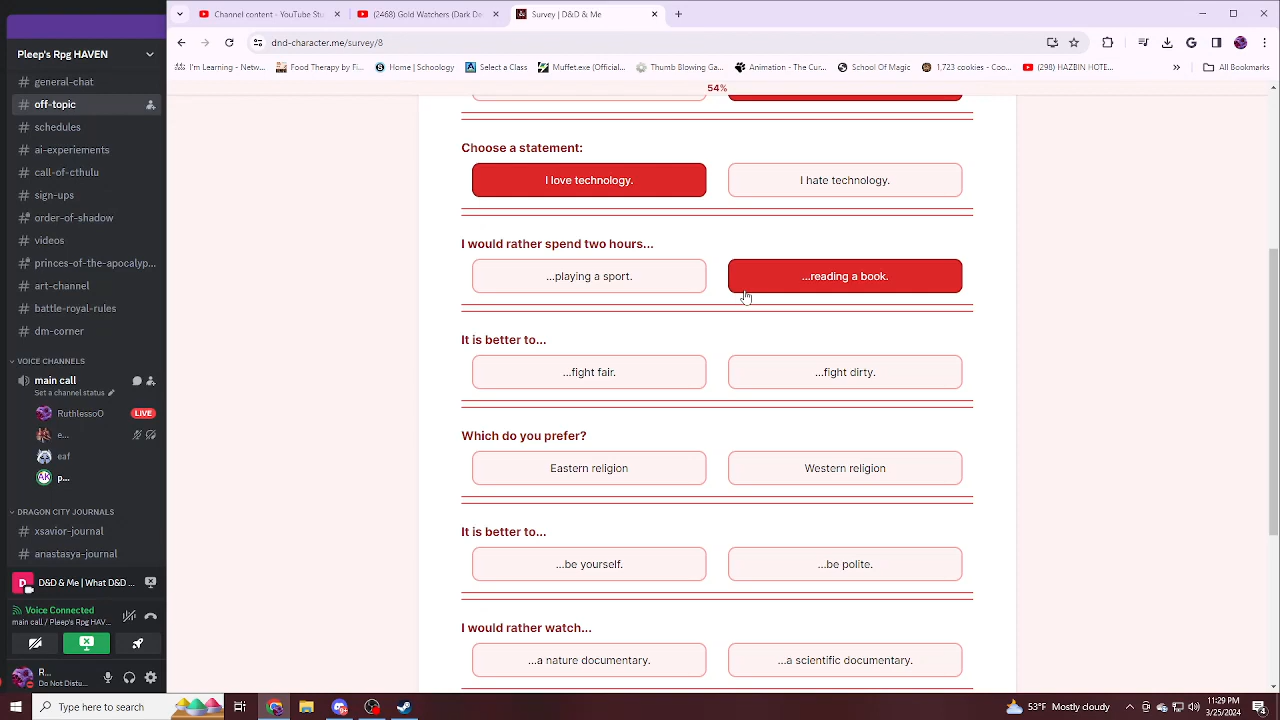 Channel content - YouTube Stu
(2468) Gold Watchers (Dark De
Survey | D&D & Me
dnd-character.me/survey/8
I'm Learning - Netw...
Food Therapy by Fi...
Home | Schoology
Select a Class
Muffet.exe (Official...
Thumb Blowing Ga...
Animation - The Cur...
School Of Magic
1,723 cookies - Coo...
(298) HAZBIN HOTE...
»
All Bookmarks
Pleep's Rpg HAVEN
# general-chat
# off-topic
# schedules
# ai-experiements
# call-of-cthulu
# sign-ups
# order-of-shadow
# videos
# princes-of-the-apocalyp...
# art-channel
# battle-royal-rules
# dm-corner
VOICE CHANNELS
main call
Set a channel status
RuthlessoO LIVE
e...
eaf
AK p...
DRAGON CITY JOURNALS
# xsavior-journal
# anastasia-journal
D D&D & Me | What D&D ...
Voice Connected
main call / Pleep's Rpg HAV...
R...
Do Not Distu...
54%
Choose a statement:
I love technology.
I hate technology.
I would rather spend two hours...
...playing a sport.
...reading a book.
It is better to...
...fight fair.
...fight dirty.
Which do you prefer?
Eastern religion
Western religion
It is better to...
...be yourself.
...be polite.
I would rather watch...
...a nature documentary.
...a scientific documentary.
Type here to search
53°F Mostly cloudy
11:29 PM
3/25/2024